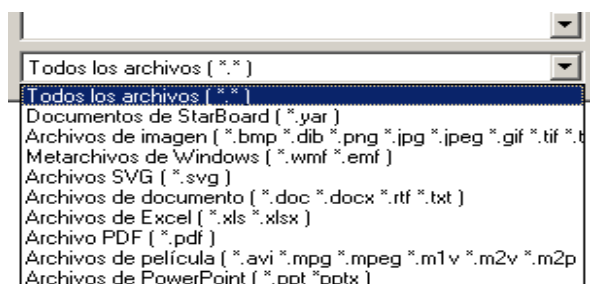 Todos los archivos ( *.* )
Todos los archivos ( *.* )
Documentos de StarBoard ( *.yar )
Archivos de imagen ( *.bmp *.dib *.png *.jpg *.jpeg *.gif *.tif *.t
Metarchivos de Windows ( *.wmf *.emf )
Archivos SVG ( *.svg )
Archivos de documento ( *.doc *.docx *.rtf *.txt )
Archivos de Excel ( *.xls *.xlsx )
Archivo PDF ( *.pdf )
Archivos de película ( *.avi *.mpg *.mpeg *.m1v *.m2v *.m2p
Archivos de PowerPoint ( *.ppt *pptx )